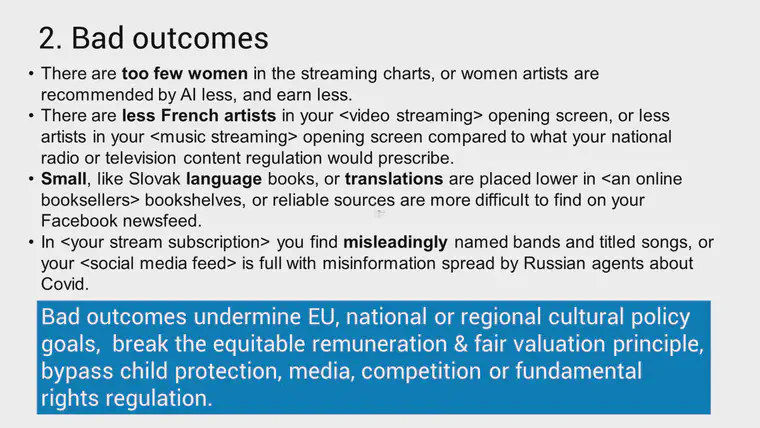 2. Bad outcomes
• There are too few women in the streaming charts, or women artists are
recommended by AI less, and earn less.
• There are less French artists in your <video streaming> opening screen, or less
artists in your <music streaming> opening screen compared to what your national
radio or television content regulation would prescribe.
• Small, like Slovak language books, or translations are placed lower in <an online
booksellers> bookshelves, or reliable sources are more difficult to find on your
Facebook newsfeed.
• In <your stream subscription> you find misleadingly named bands and titled songs, or
your <social media feed> is full with misinformation spread by Russian agents about
Covid.
Bad outcomes undermine EU, national or regional cultural policy
goals,  break the equitable remuneration & fair valuation principle,
bypass child protection, media, competition or fundamental
rights regulation.